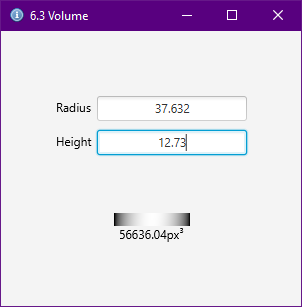 6.3 Volume
Radius 37.632
Height 12.73
56636.04px³